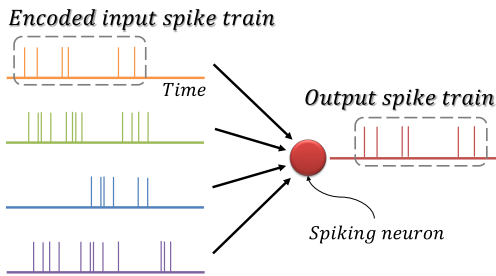 Encoded input spike train
Time
Output spike train
Spiking neuron